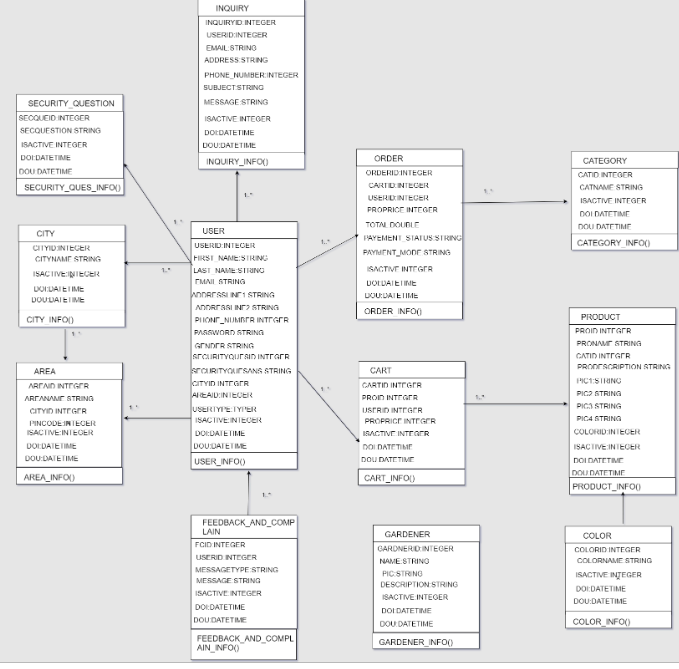 INQUIRY
INQUIRYID:INTEGER
USERID:INTEGER
EMAIL:STRING
ADDRESS:STRING
PHONE_NUMBER:INTEGER
SUBJECT:STRING
MESSAGE:STRING
ISACTIVE:INTEGER
DOI:DATETIME
DOU:DATETIME
INQUIRY_INFO()
SECURITY_QUESTION
SECQUEID:INTEGER
SECQUESTION:STRING
ISACTIVE:INTEGER
DOI:DATETIME
DOU:DATETIME
SECURITY_QUES_INFO()
1..*
1..*
CITY
CITYID:INTEGER
CITYNAME:STRING
ISACTIVE:INTEGER
DOI:DATETIME
DOU:DATETIME
CITY_INFO()
1..*
1..*
AREA
AREAID:INTEGER
AREANAME:STRING
CITYID:INTEGER
PINCODE:INTEGER
ISACTIVE:INTEGER
DOI:DATETIME
DOU:DATETIME
AREA_INFO()
1..*
USER
USERID:INTEGER
FIRST_NAME:STRING
LAST_NAME:STRING
EMAIL:STRING
ADDRESSLINE1:STRING
ADDRESSLINE2:STRING
PHONE_NUMBER:INTEGER
PASSWORD:STRING
GENDER:STRING
SECURITYQUESID:INTEGER
SECURITYQUESANS:STRING
CITYID:INTEGER
AREAID:INTEGER
USERTYPE:TYPER
ISACTIVE:INTEGER
DOI:DATETIME
DOU:DATETIME
USER_INFO()
1..*
1..*
1..*
ORDER
ORDERID:INTEGER
CARTID:INTEGER
USERID:INTEGER
PROPRICE:INTEGER
TOTAL:DOUBLE
PAYEMENT_STATUS:STRING
PAYMENT_MODE:STRING
ISACTIVE:INTEGER
DOI:DATETIME
DOU:DATETIME
ORDER_INFO()
1..*
CATEGORY
CATID:INTEGER
CATNAME:STRING
ISACTIVE:INTEGER
DOI:DATETIME
DOU:DATETIME
CATEGORY_INFO()
CART
CARTID:INTEGER
PROID:INTEGER
USERID:INTEGER
PROPRICE:INTEGER
ISACTIVE:INTEGER
DOI:DATETIME
DOU:DATETIME
CART_INFO()
1..*
PRODUCT
PROID:INTEGER
PRONAME:STRING
CATID:INTEGER
PRODESCRIPTION:STRING
PIC1:STRING
PIC2:STRING
PIC3:STRING
PIC4:STRING
COLORID:INTEGER
ISACTIVE:INTEGER
DOI:DATETIME
DOU:DATETIME
PRODUCT_INFO()
FEEDBACK_AND_COMP
LAIN
FCID:INTEGER
USERID:INTEGER
MESSAGETYPE:STRING
MESSAGE:STRING
ISACTIVE:INTEGER
DOI:DATETIME
DOU:DATETIME
FEEDBACK_AND_COMPL
AIN_INFO()
GARDENER
GARDNERID:INTEGER
NAME:STRING
PIC:STRING
DESCRIPTION:STRING
ISACTIVE:INTEGER
DOI:DATETIME
DOU:DATETIME
GARDENER_INFO()
COLOR
COLORID:INTEGER
COLORNAME:STRING
ISACTIVE:INTEGER
DOI:DATETIME
DOU:DATETIME
COLOR_INFO()